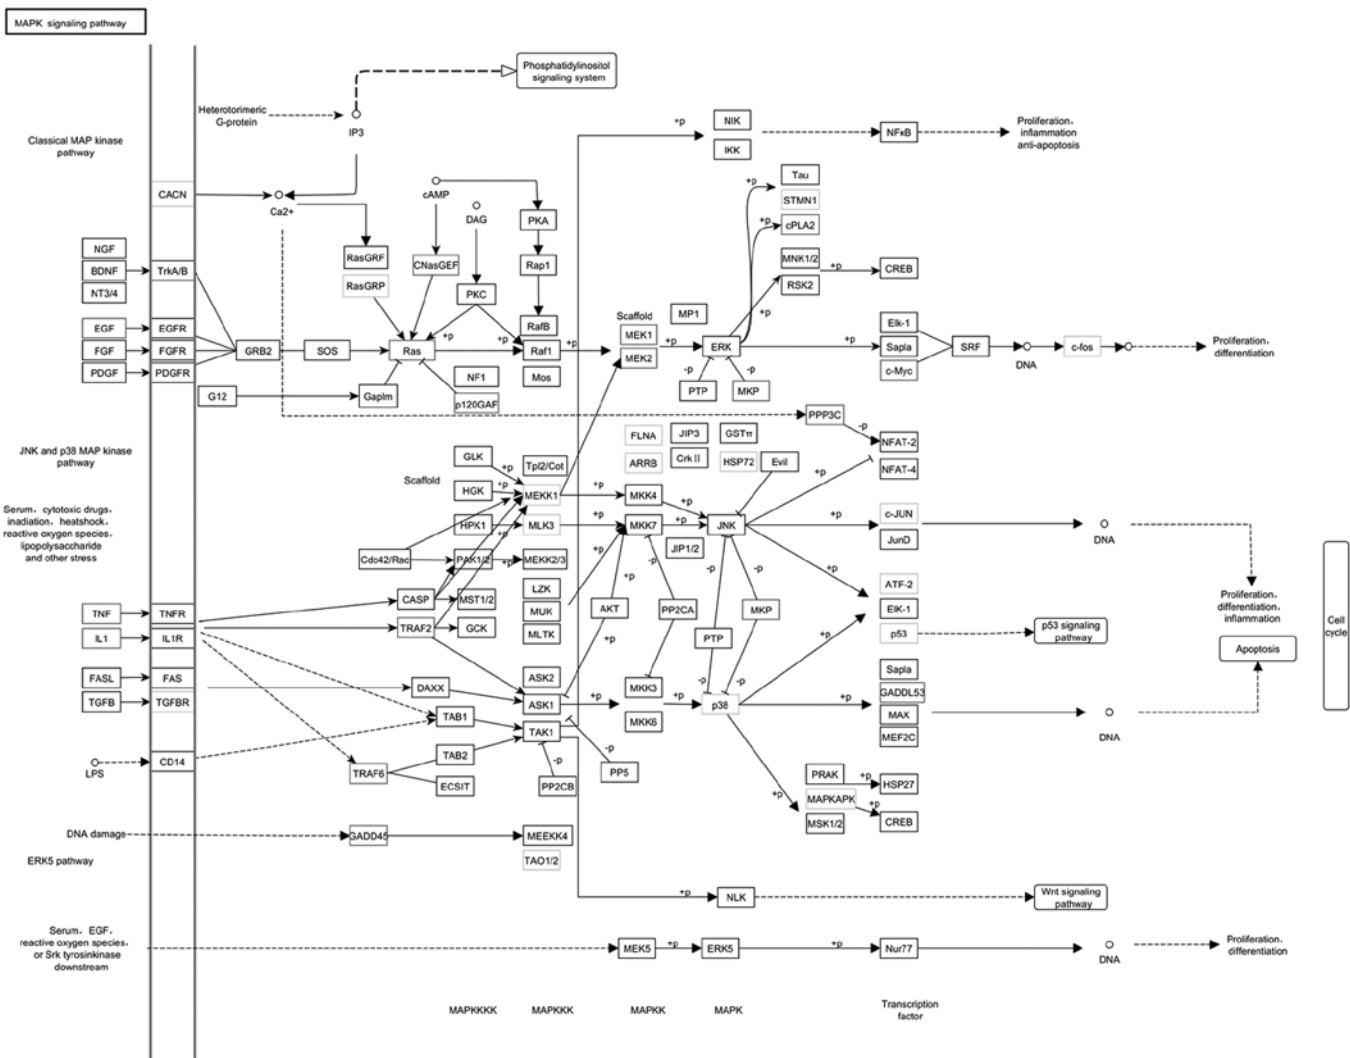 MAPK signaling pathway
Phosphatidylinositol
signaling system
Heterotorimeric
G-protein
IP3
Classical MAP kinase
pathway
+p
NIK
IKK
NFκB
Proliferation,
inflammation
anti-apoptosis
CACN
Ca2+
cAMP
DAG
PKA
+p
Tau
STMN1
+p
cPLA2
NGF
BDNF
TrkA/B
NT3/4
RasGRF
CNasGEF
Rap1
MNK1/2
+p
CREB
RasGRP
PKC
RSK2
EGF
EGFR
FGF
FGFR
PDGF
PDGFR
GRB2
SOS
Ras
+p
+p
RafB
Raf1
+p
Mos
Scaffold
MEK1
MEK2
+p
MP1
ERK
+p
+p
Elk-1
Sapla
c-Myc
SRF
DNA
c-fos
Proliferation,
differentiation
G12
Gaplm
NF1
p120GAF
-p
-p
PTP
MKP
PPP3C
-p
NFAT-2
NFAT-4
JNK and p38 MAP kinase
pathway
Scaffold
GLK
+p
Tpl2/Cot
HGK
+p
MEKK1
+p
FLNA
ARRB
JIP3
Crk II
GSTπ
HSP72
Evil
+p
MKK4
+p
Serum, cytotoxic drugs,
inadiation, heatshock,
reactive oxygen species,
lipopolysaccharide
and other stress
HPK1
+p
MLK3
+p
MKK7
+p
JNK
+p
c-JUN
JunD
DNA
JIP1/2
Cdc42/Rac
PAK1/2
+p
MEKK2/3
+p
-p
-p
-p
+p
ATF-2
EIK-1
p53
p53 signaling
pathway
Proliferation,
differentiation,
inflammation
Apoptosis
Cell
cycle
LZK
MUK
MLTK
CASP
MST1/2
TRAF2
GCK
AKT
+p
PP2CA
MKP
PTP
+p
TNF
TNFR
IL1
IL1R
FASL
FAS
TGFB
TGFBR
DAXX
ASK2
ASK1
+p
MKK3
MKK6
+p
-p
-p
p38
+p
Sapla
GADDL53
MAX
MEF2C
DNA
TAB1
TAK1
TAB2
ECSIT
TRAF6
-p
PP2CB
-p
PP5
LPS
CD14
PRAK
+p
HSP27
MAPKAPK
+p
+p
MSK1/2
CREB
DNA damage
GADD45
MEEKK4
TAO1/2
ERK5 pathway
+p
NLK
Wnt signaling
pathway
Serum, EGF,
reactive oxygen species,
or Srk tyrosinkinase
downstream
MEK5
+p
ERK5
+p
Nur77
DNA
Proliferation,
differentiation
MAPKKKK
MAPKKK
MAPKK
MAPK
Transcription
factor